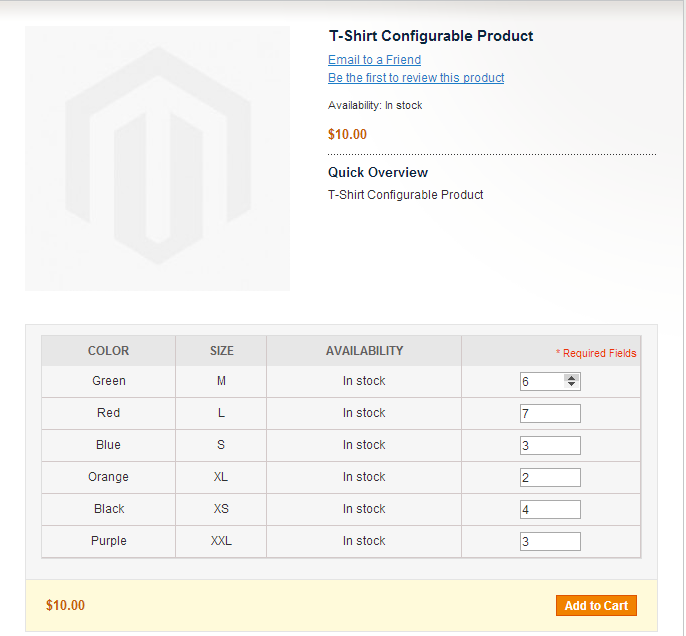 T-Shirt Configurable Product
Email to a Friend
Be the first to review this product
Availability: In stock
$10.00
Quick Overview
T-Shirt Configurable Product
COLOR SIZE AVAILABILITY * Required Fields
Green M In stock 6
Red L In stock 7
Blue S In stock 3
Orange XL In stock 2
Black XS In stock 4
Purple XXL In stock 3
$10.00 Add to Cart